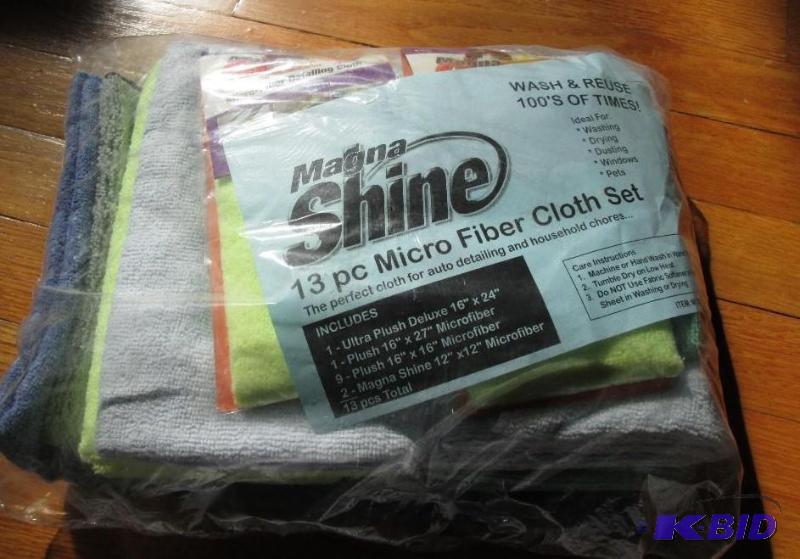 Detailing Cloth
Magna
WASH & REUSE
100'S OF TIMES!
Ideal For:
* Washing
* Drying
* Dusting
* Windows
* Pets
Magna
Shine
13 pc Micro Fiber Cloth Set
The perfect cloth for auto detailing and household chores...
INCLUDES
1 - Ultra Plush Deluxe 16" x 24"
1 - Plush 16" x 27" Microfiber
9 - Plush 16" x 16" Microfiber
2 - Magna Shine 12" x12" Microfiber
13 pcs Total
Care Instructions
1. Machine or Hand Wash in
2. Tumble Dry on Low Heat
3. Do NOT Use Fabric Softener
Sheet in Washing or Drying
ITEM
K-BID